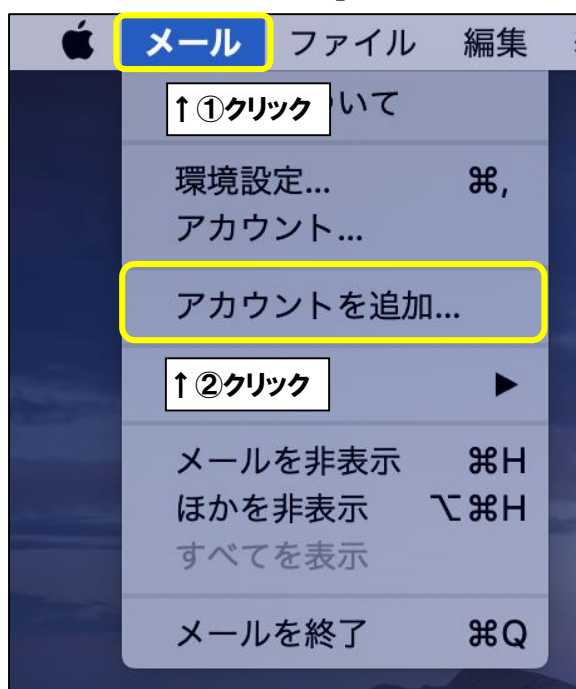 メール ファイル 編集
↑①クリック いて
環境設定... ⌘,
アカウント...
アカウントを追加...
↑②クリック ▶
メールを非表示 ⌘H
ほかを非表示 ⌥⌘H
すべてを表示
メールを終了 ⌘Q